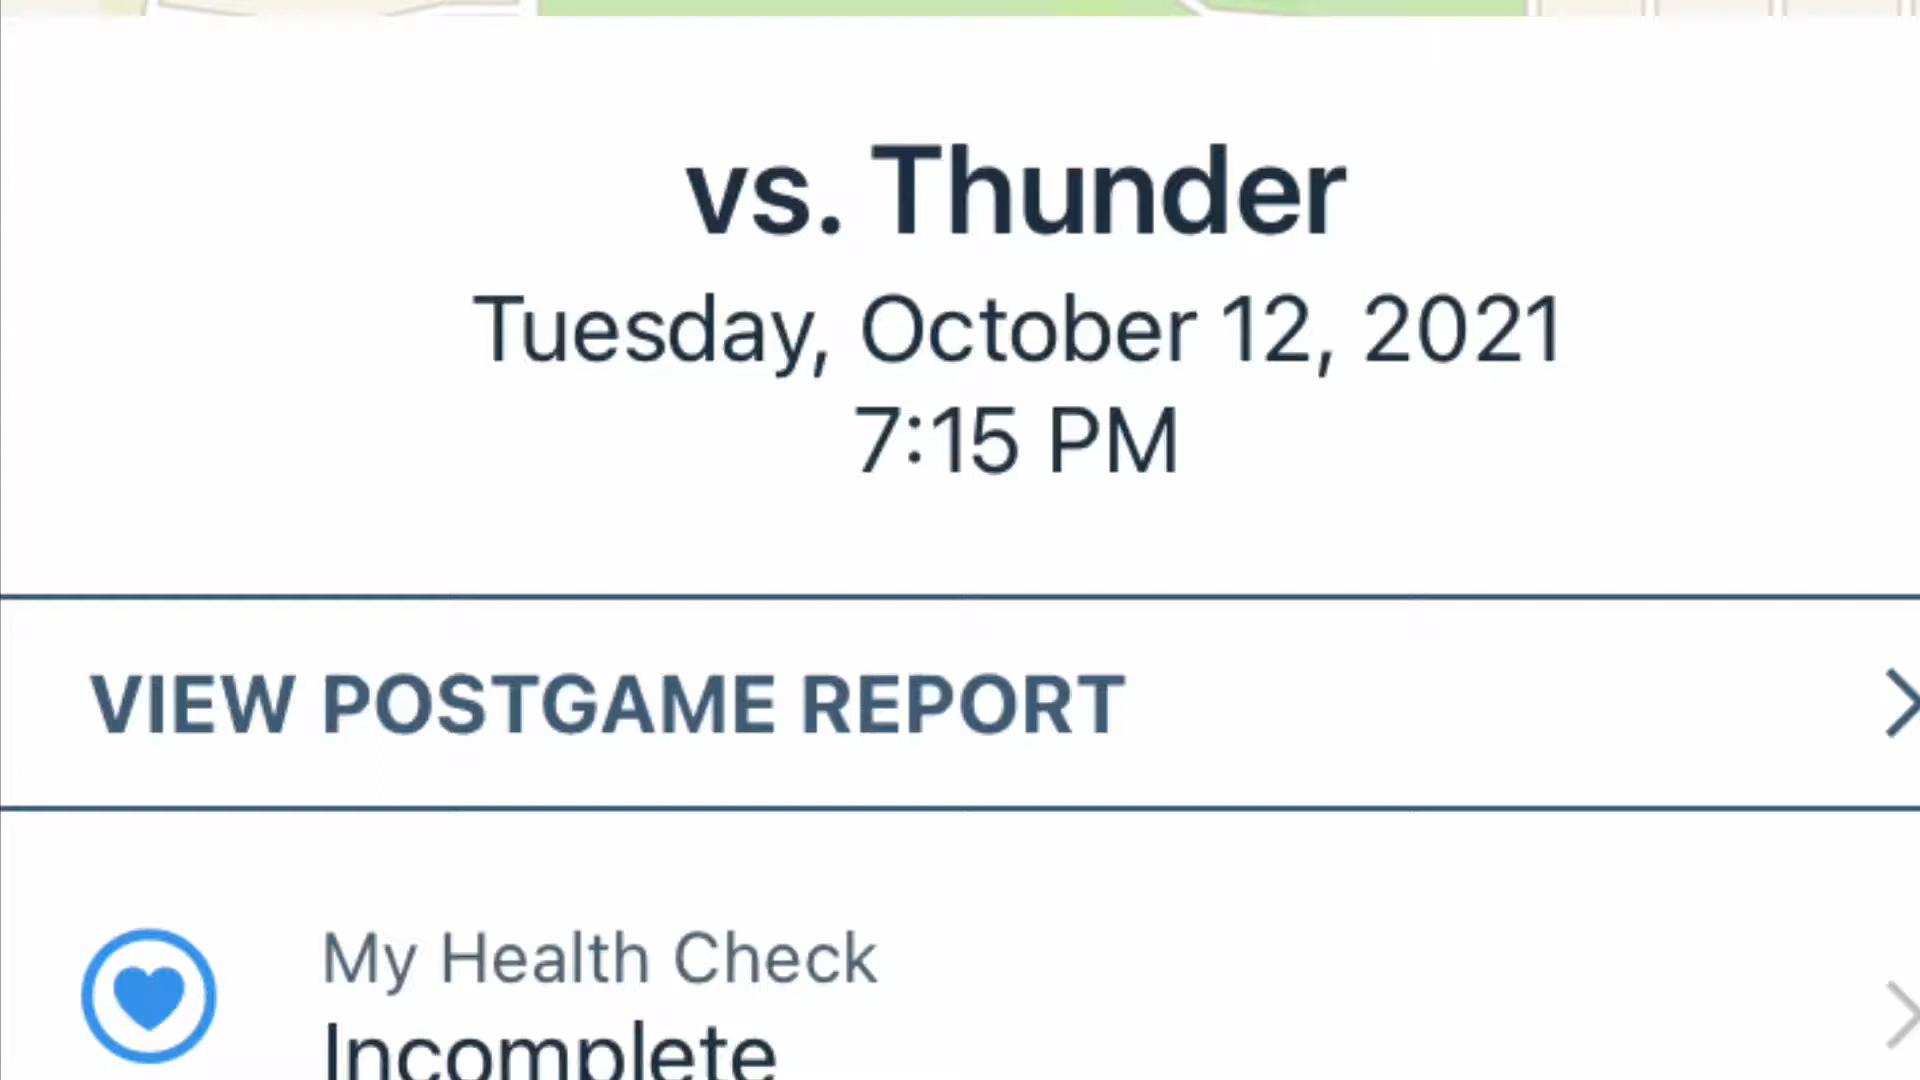 vs. Thunder
Tuesday, October 12, 2021
7:15 PM
VIEW POSTGAME REPORT
My Health Check
Incomplete